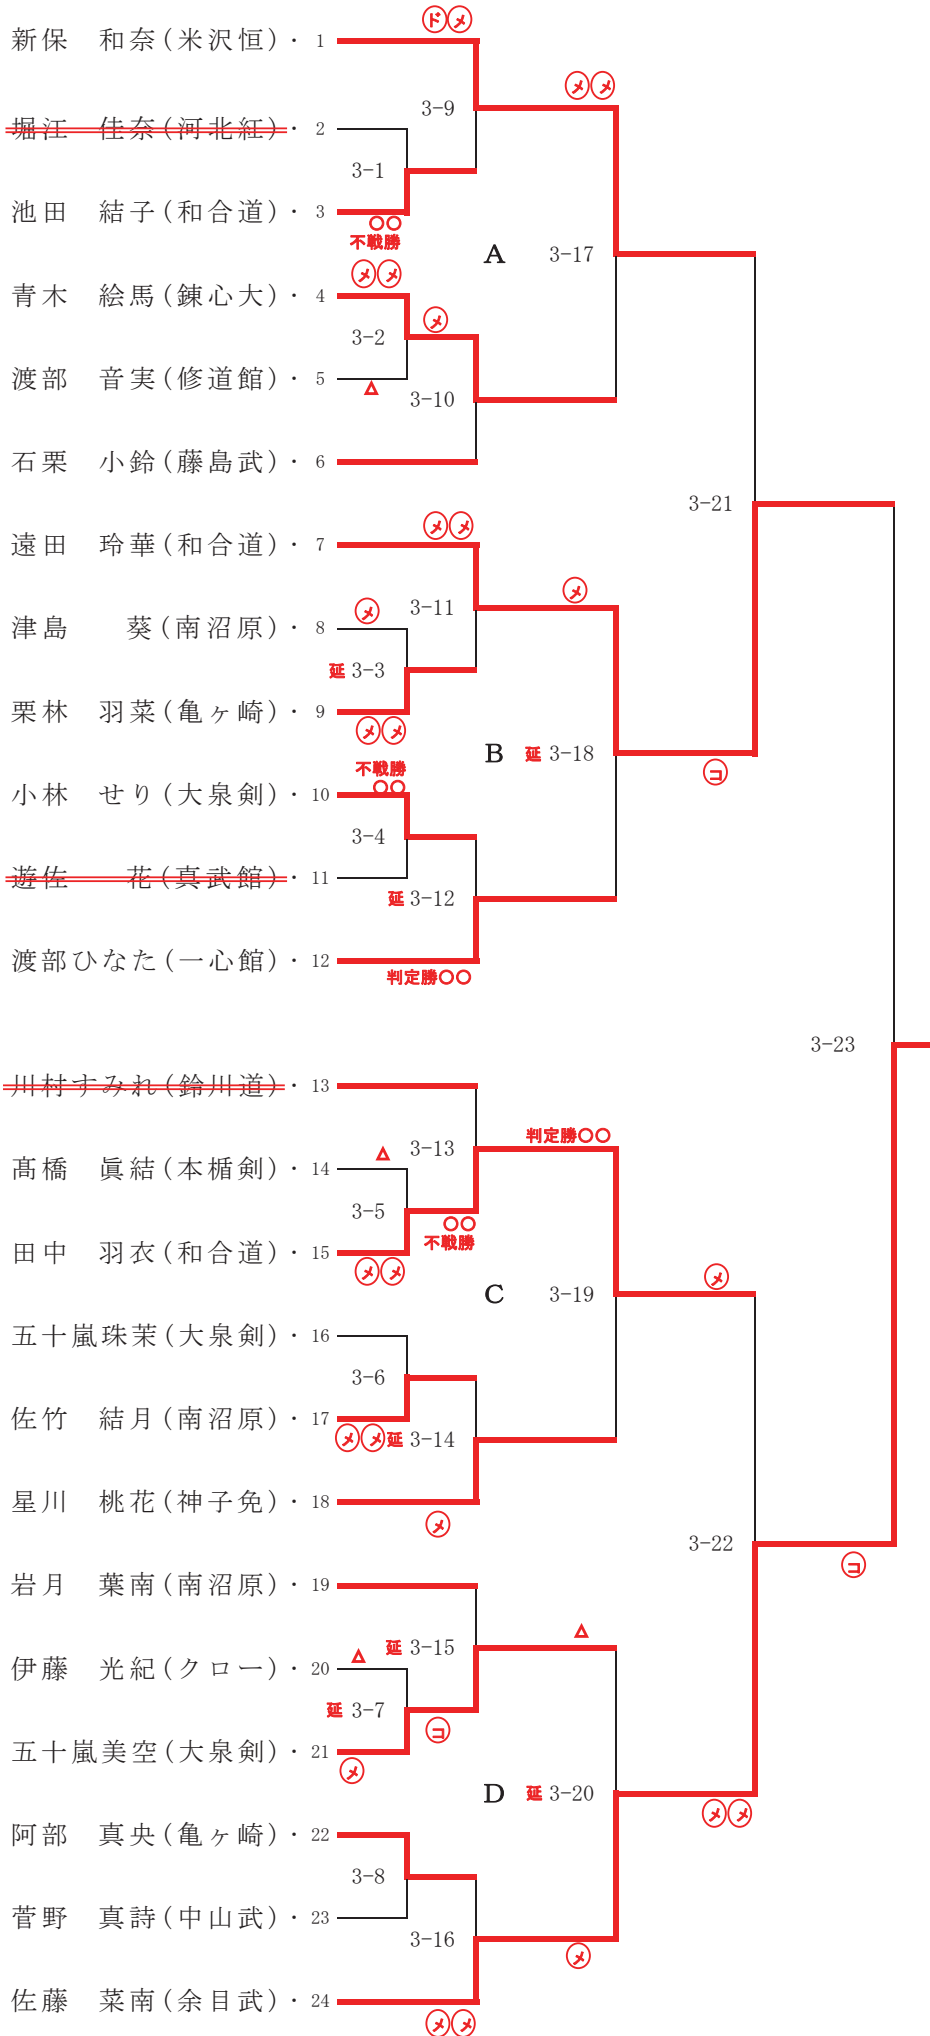 ド メ
新保 和奈(米沢恒)・ 1
メ メ
3-9
堀江 佳奈(河北紅)・ 2
3-1
池田 結子(和合道)・ 3
○○
不戦勝
A 3-17
メ メ
青木 絵馬(錬心大)・ 4
メ
3-2
渡部 音実(修道館)・ 5
△
3-10
石栗 小鈴(藤島武)・ 6
3-21
メ メ
遠田 玲華(和合道)・ 7
メ
メ 3-11
津島 葵(南沼原)・ 8
延 3-3
栗林 羽菜(亀ヶ崎)・ 9
メ メ
B 延 3-18
不戦勝
コ
○○
小林 せり(大泉剣)・ 10
3-4
遊佐 花(真武館)・ 11
延 3-12
渡部ひなた(一心館)・ 12
判定勝○○
3-23
川村すみれ(鈴川道)・ 13
判定勝○○
△ 3-13
髙橋 眞結(本楯剣)・ 14
3-5
○○
不戦勝
田中 羽衣(和合道)・ 15
メ メ
メ
C 3-19
五十嵐珠茉(大泉剣)・ 16
3-6
佐竹 結月(南沼原)・ 17
メ メ 延 3-14
星川 桃花(神子免)・ 18
メ
3-22
コ
岩月 葉南(南沼原)・ 19
△
延 3-15
△
伊藤 光紀(クロー)・ 20
延 3-7
コ
五十嵐美空(大泉剣)・ 21
メ
D 延 3-20
メ メ
阿部 真央(亀ヶ崎)・ 22
3-8
菅野 真詩(中山武)・ 23
3-16
メ
佐藤 菜南(余目武)・ 24
メ メ